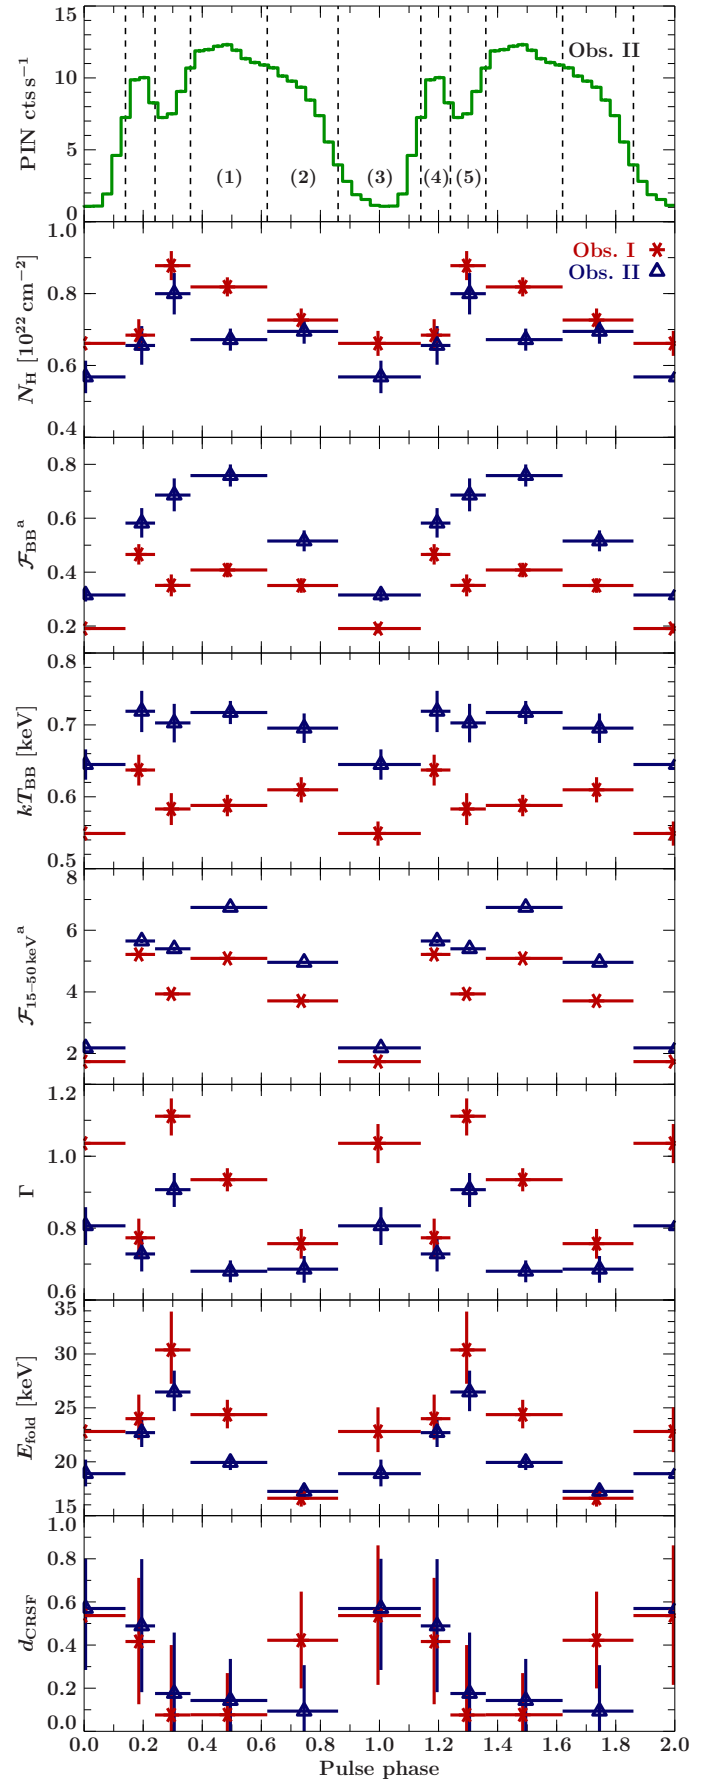 15
10
5
0
PIN cts s⁻¹
Obs. II
(1) (2) (3) (4) (5)
1.0
0.8
0.6
0.4
N_H [10²² cm⁻²]
Obs. I
Obs. II
0.8
0.6
0.4
0.2
ℱ_BBᵃ
0.8
0.7
0.6
0.5
kT_BB [keV]
8
6
4
2
ℱ_15–50 keVᵃ
1.2
1.0
0.8
0.6
Γ
35
30
25
20
15
E_fold [keV]
1.0
0.8
0.6
0.4
0.2
0.0
d_CRSF
0.0 0.2 0.4 0.6 0.8 1.0 1.2 1.4 1.6 1.8 2.0
Pulse phase